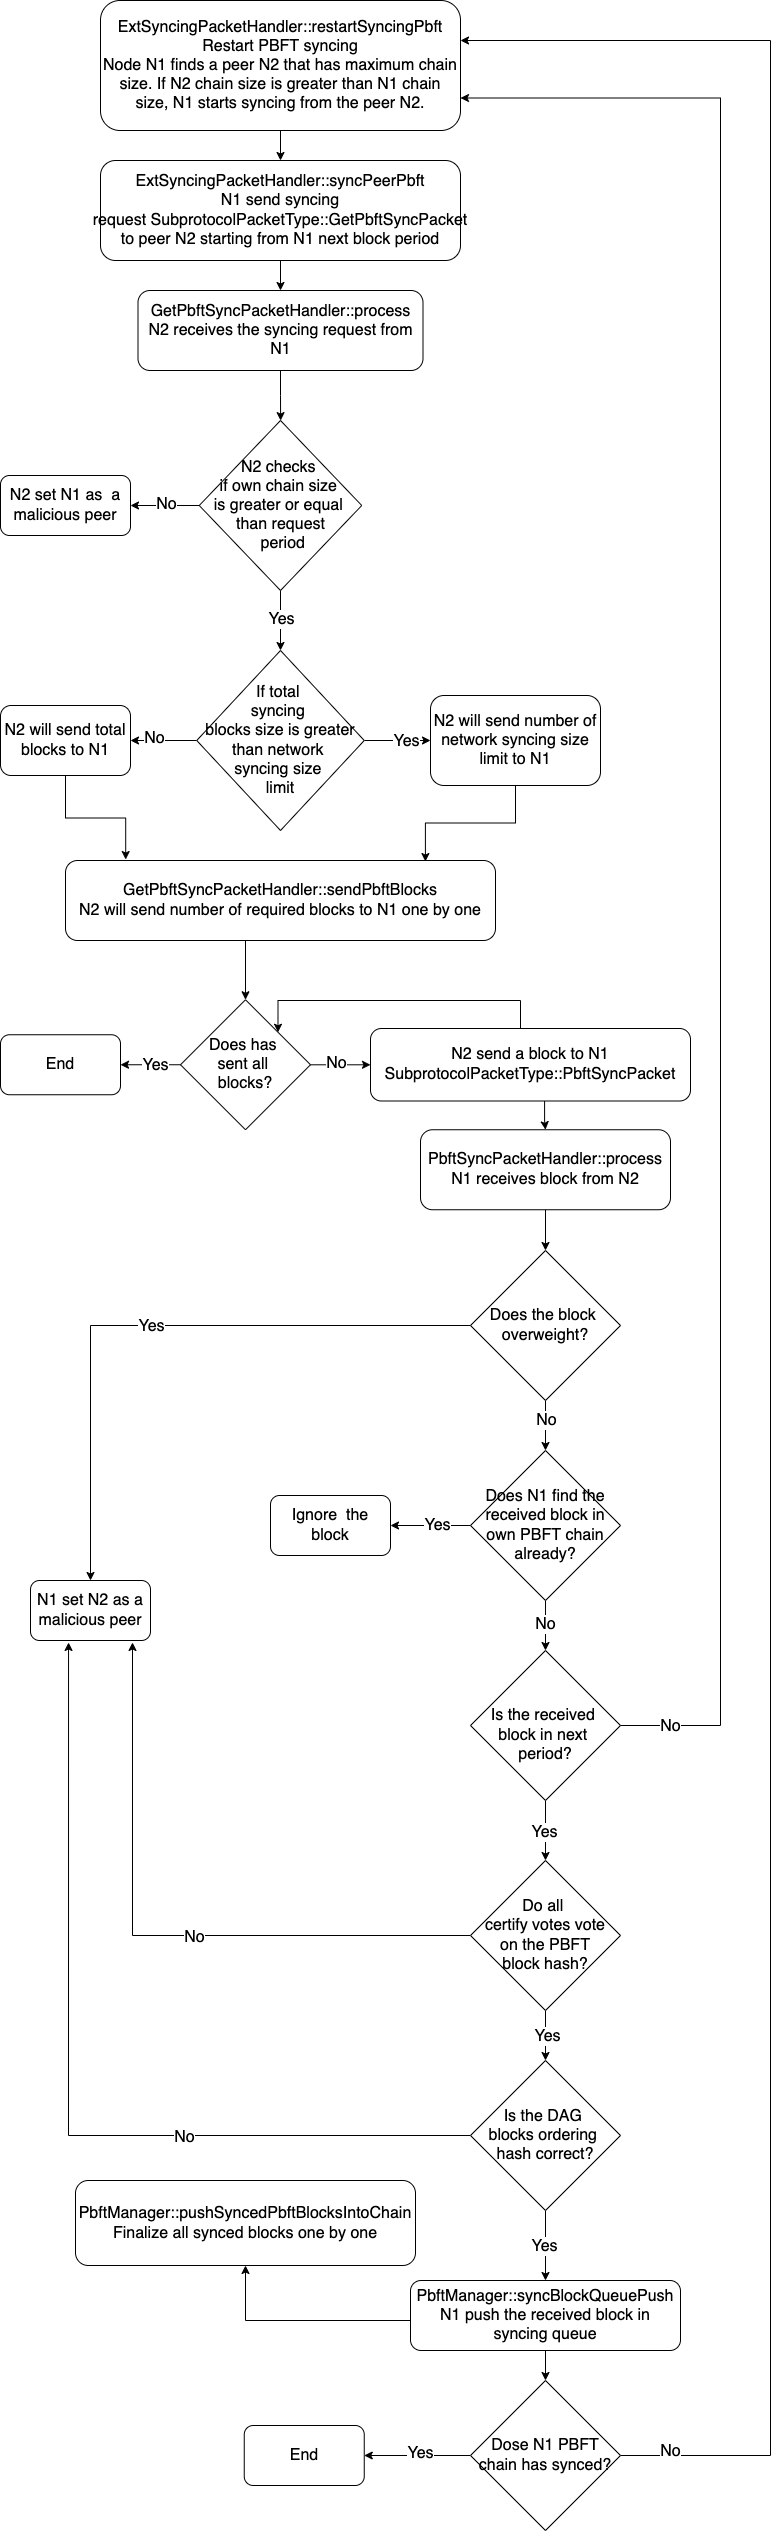 ExtSyncingPacketHandler::restartSyncingPbft
Restart PBFT syncing
Node N1 finds a peer N2 that has maximum chain
size. If N2 chain size is greater than N1 chain
size, N1 starts syncing from the peer N2.
ExtSyncingPacketHandler::syncPeerPbft
N1 send syncing
request SubprotocolPacketType::GetPbftSyncPacket
to peer N2 starting from N1 next block period
GetPbftSyncPacketHandler::process
N2 receives the syncing request from
N1
N2 checks
if own chain size
is greater or equal
than request
period
No
N2 set N1 as  a
malicious peer
Yes
If total
syncing
blocks size is greater
than network
syncing size
limit
No
N2 will send total
blocks to N1
Yes
N2 will send number of
network syncing size
limit to N1
GetPbftSyncPacketHandler::sendPbftBlocks
N2 will send number of required blocks to N1 one by one
Does has
sent all
blocks?
Yes
End
No
N2 send a block to N1
SubprotocolPacketType::PbftSyncPacket
PbftSyncPacketHandler::process
N1 receives block from N2
Does the block
overweight?
Yes
No
Does N1 find the
received block in
own PBFT chain
already?
Yes
Ignore  the
block
N1 set N2 as a
malicious peer
No
Is the received
block in next
period?
No
Yes
Do all
certify votes vote
on the PBFT
block hash?
No
Yes
Is the DAG
blocks ordering
hash correct?
No
PbftManager::pushSyncedPbftBlocksIntoChain
Finalize all synced blocks one by one
Yes
PbftManager::syncBlockQueuePush
N1 push the received block in
syncing queue
Dose N1 PBFT
chain has synced?
Yes
End
No